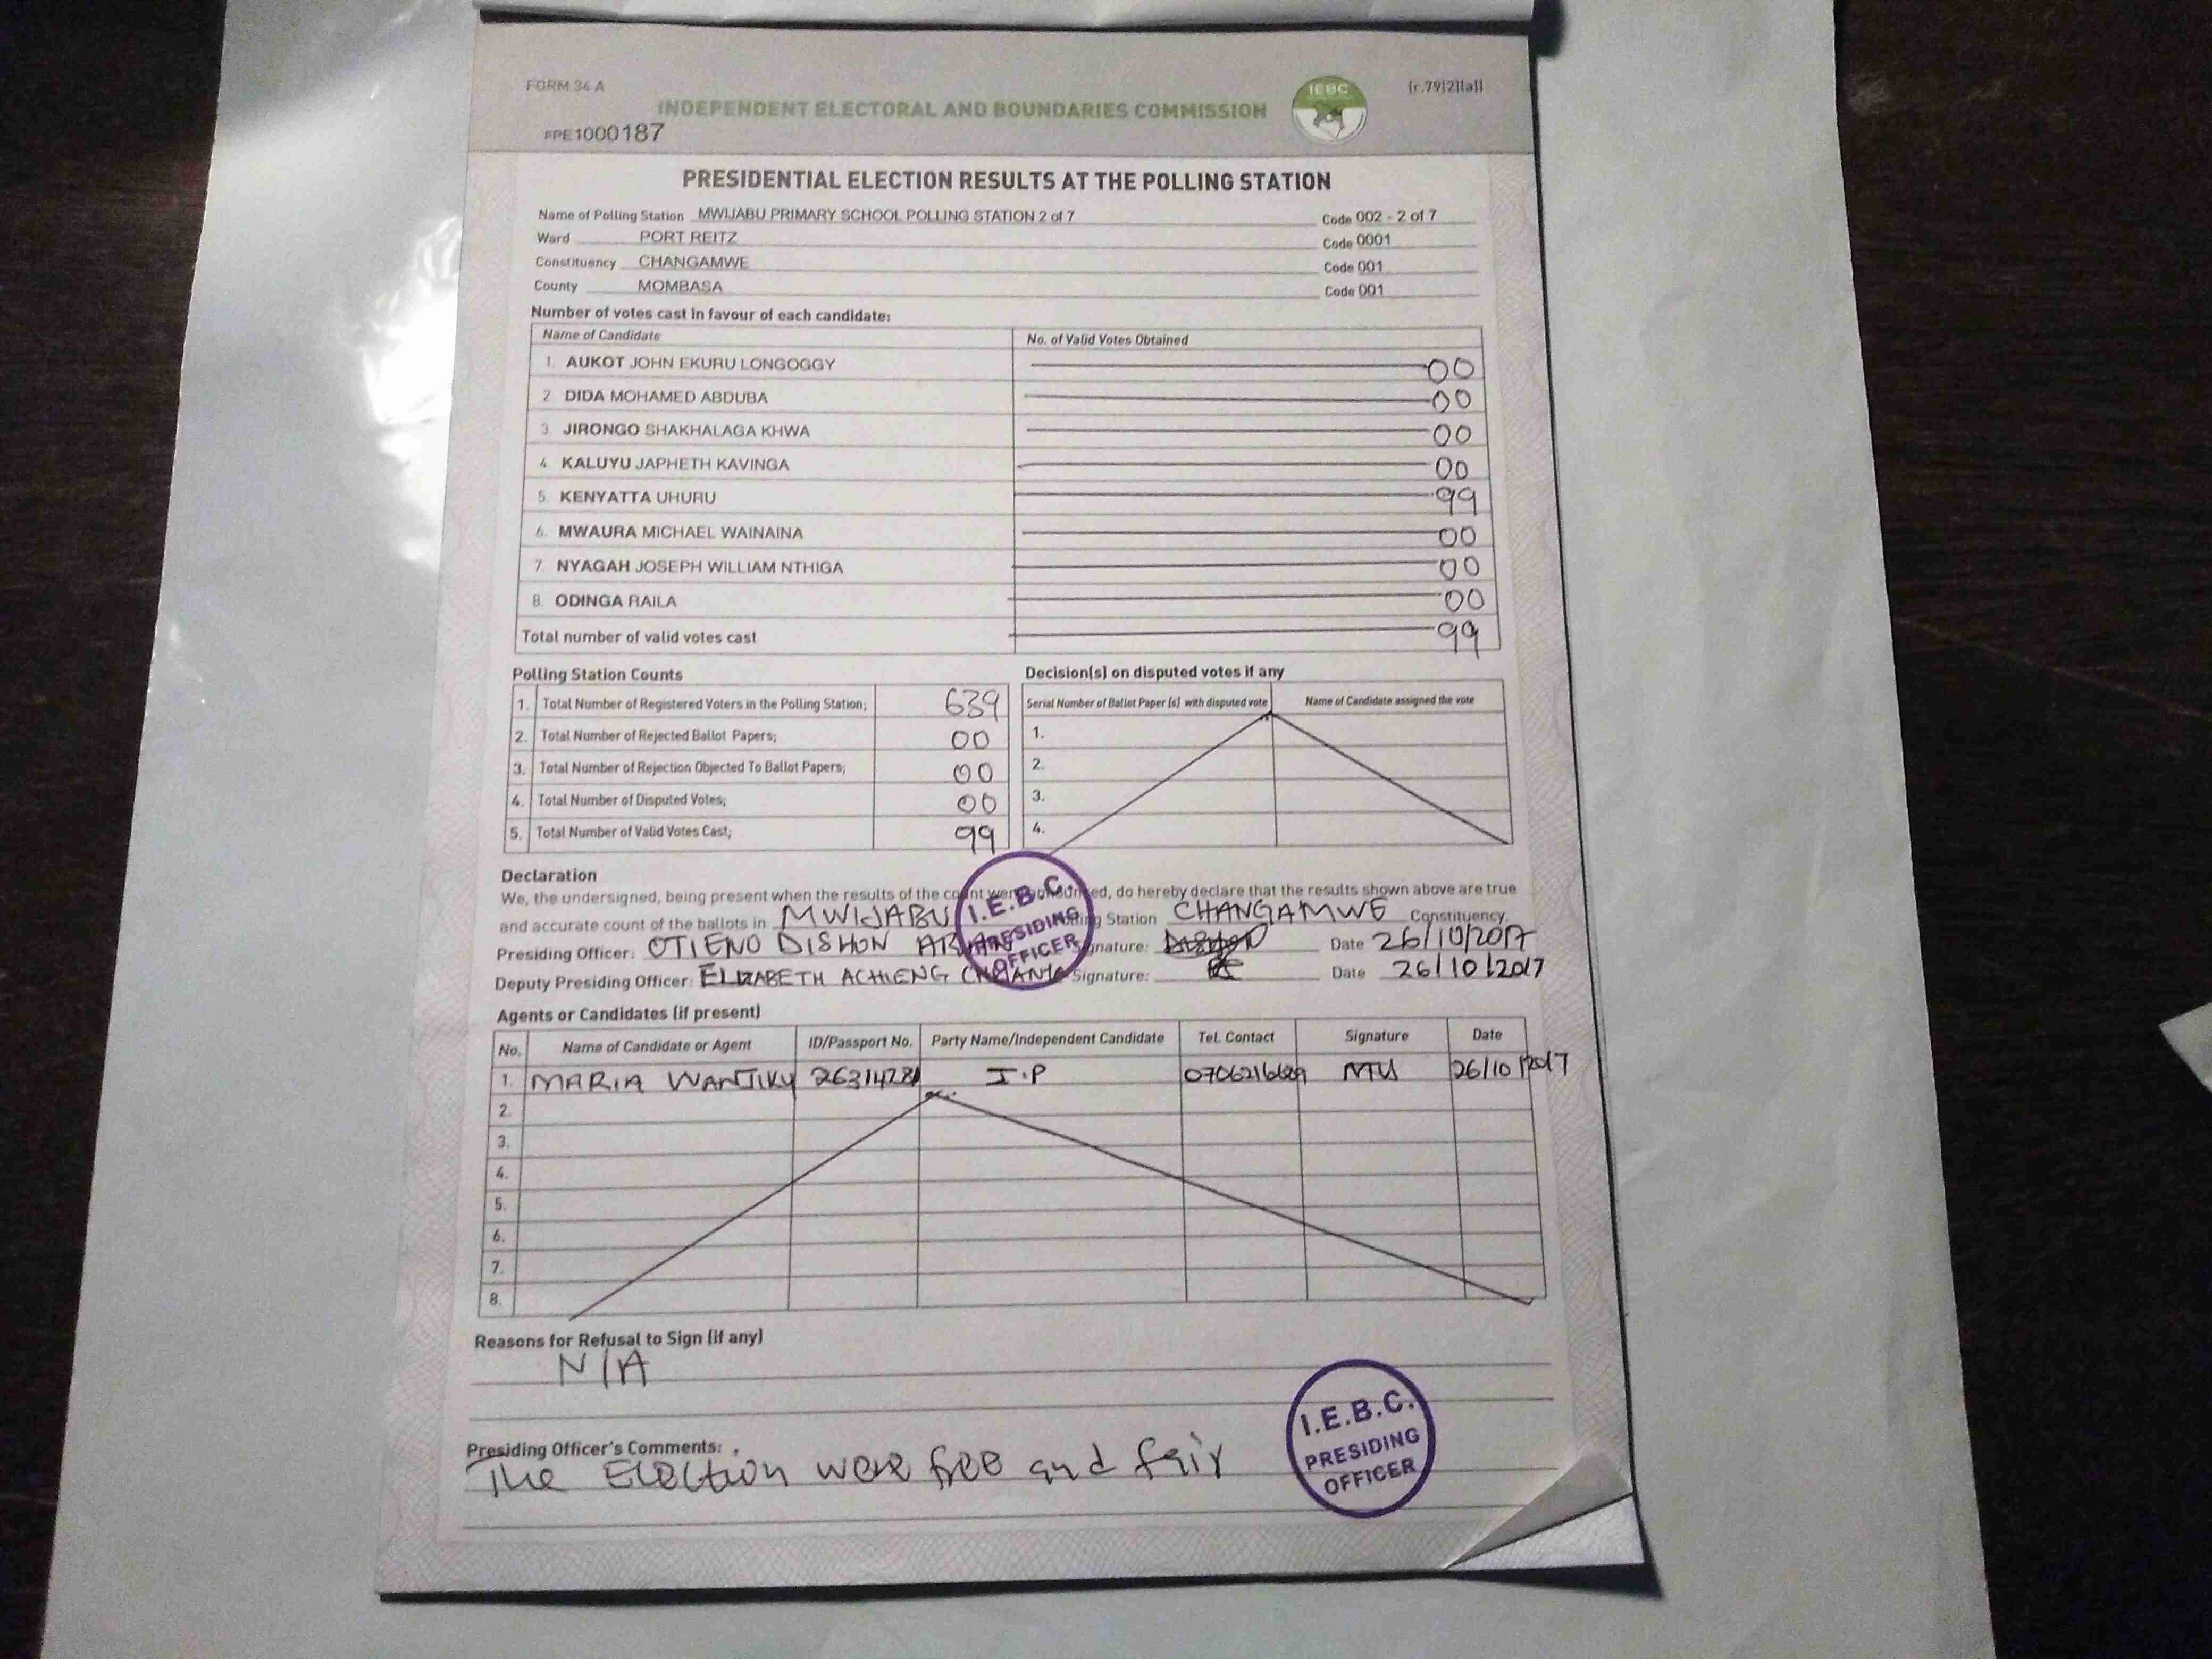 FORM 34 A
(r.79(2)(a))
INDEPENDENT ELECTORAL AND BOUNDARIES COMMISSION
IEBC
PPE1000187
PRESIDENTIAL ELECTION RESULTS AT THE POLLING STATION
Name of Polling Station MWIJABU PRIMARY SCHOOL POLLING STATION 2 of 7 Code 002 - 2 of 7
Ward PORT REITZ Code 0001
Constituency CHANGAMWE Code 001
County MOMBASA Code 001
Number of votes cast in favour of each candidate:
Name of Candidate No. of Valid Votes Obtained
1. AUKOT JOHN EKURU LONGOGGY 00
2 DIDA MOHAMED ABDUBA 00
3. JIRONGO SHAKHALAGA KHWA 00
4. KALUYU JAPHETH KAVINGA 00
5. KENYATTA UHURU 99
6. MWAURA MICHAEL WAINAINA 00
7. NYAGAH JOSEPH WILLIAM NTHIGA 00
8. ODINGA RAILA 00
Total number of valid votes cast 99
Polling Station Counts
1. Total Number of Registered Voters in the Polling Station; 639
2. Total Number of Rejected Ballot Papers; 00
3. Total Number of Rejection Objected To Ballot Papers; 00
4. Total Number of Disputed Votes; 00
5. Total Number of Valid Votes Cast; 99
Decision(s) on disputed votes if any
Serial Number of Ballot Paper (s) with disputed vote Name of Candidate assigned the vote
1.
2.
3.
4.
Declaration
We, the undersigned, being present when the results of the count were announced, do hereby declare that the results shown above are true
and accurate count of the ballots in MWIJABU Polling Station CHANGAMWE Constituency.
Presiding Officer: OTIENO DISHON Signature: Date 26/10/2017
Deputy Presiding Officer: ELIZABETH ACHIENG Signature: Date 26/10/2017
I.E.B.C.
PRESIDING
OFFICER
Agents or Candidates (if present)
No. Name of Candidate or Agent ID/Passport No. Party Name/Independent Candidate Tel. Contact Signature Date
1. MARIA WANJIKU J.P 26/10/2017
2.
3.
4.
5.
6.
7.
8.
Reasons for Refusal to Sign (if any)
N/A
Presiding Officer's Comments:
The Election were free and fair
I.E.B.C.
PRESIDING
OFFICER